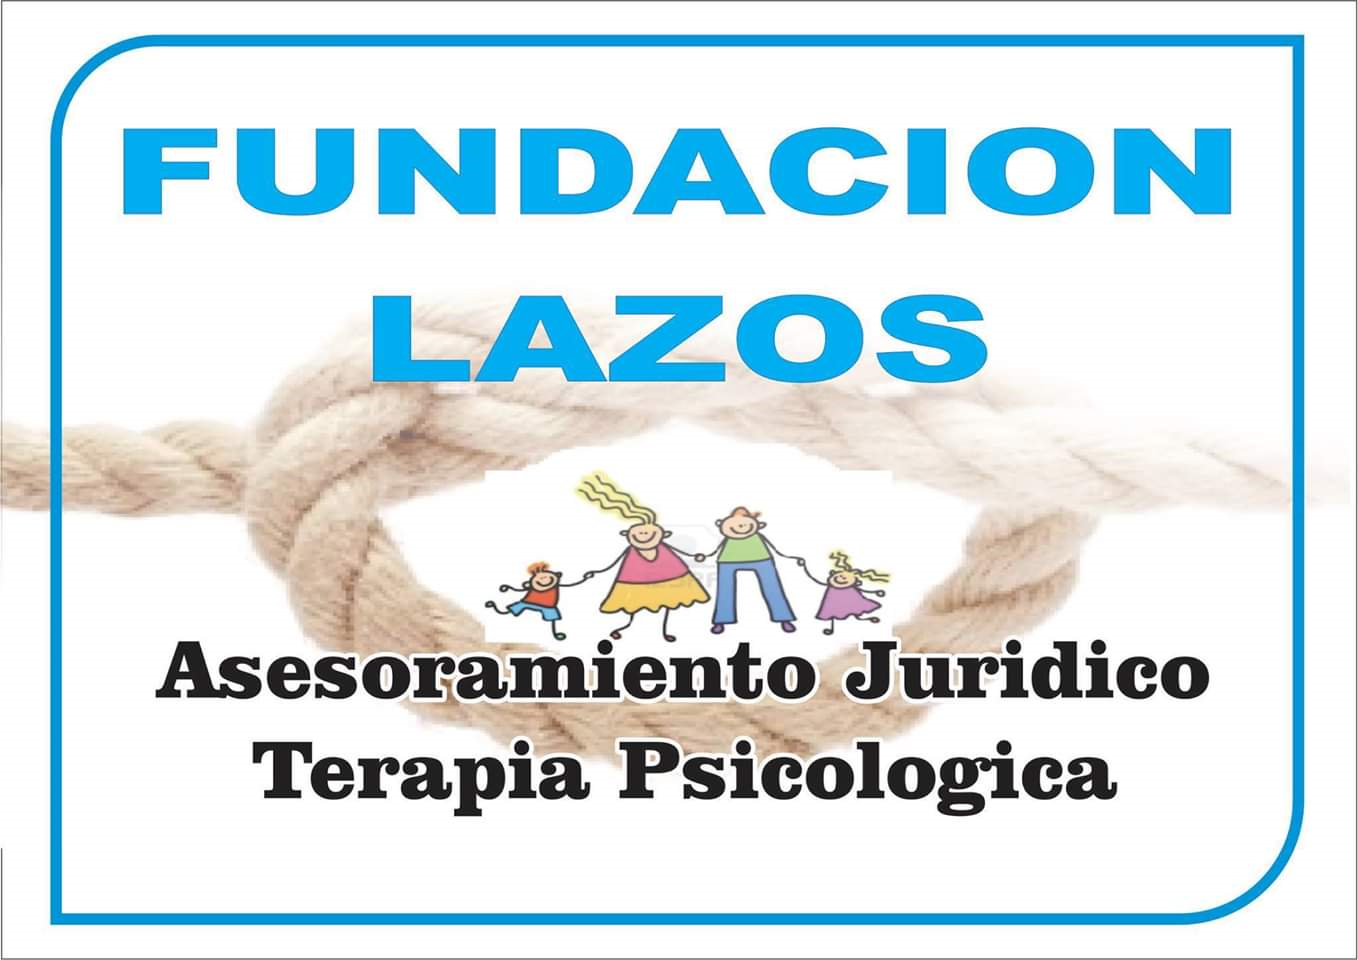 FUNDACION
LAZOS
Asesoramiento Juridico
Terapia Psicologica